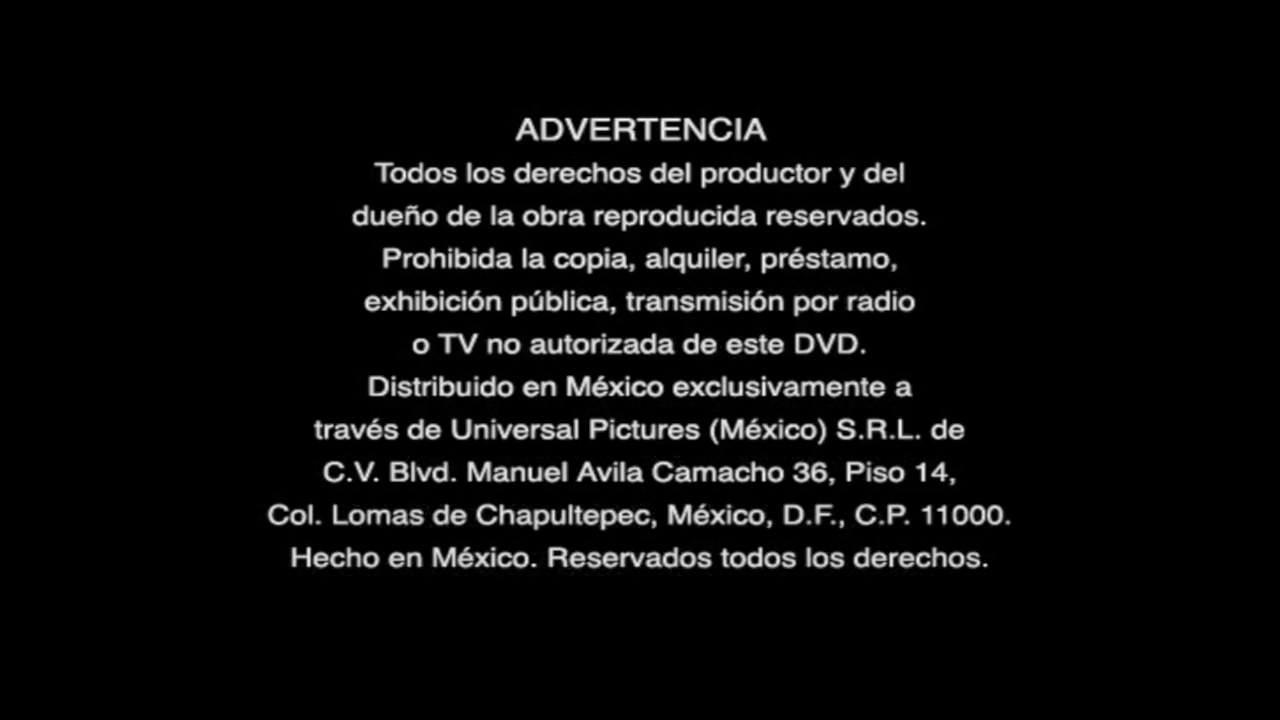 ADVERTENCIA
Todos los derechos del productor y del
dueño de la obra reproducida reservados.
Prohibida la copia, alquiler, préstamo,
exhibición pública, transmisión por radio
o TV no autorizada de este DVD.
Distribuido en México exclusivamente a
través de Universal Pictures (México) S.R.L. de
C.V. Blvd. Manuel Avila Camacho 36, Piso 14,
Col. Lomas de Chapultepec, México, D.F., C.P. 11000.
Hecho en México. Reservados todos los derechos.